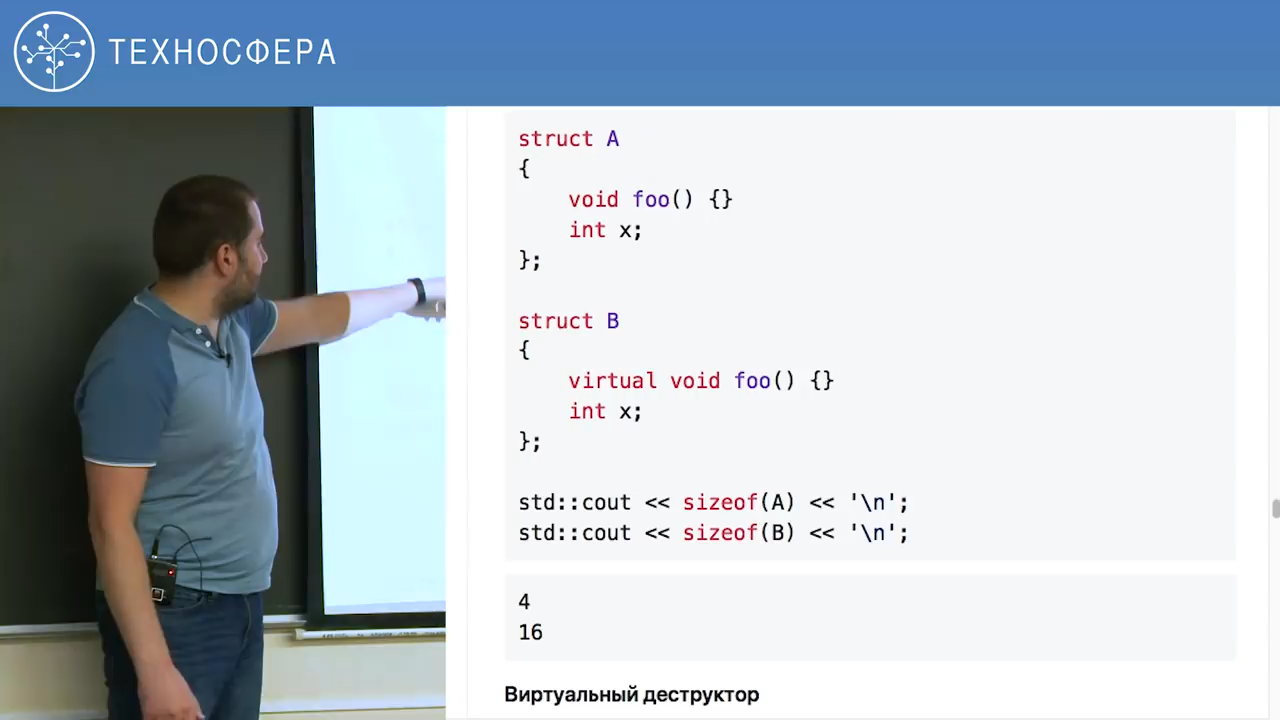 ТЕХНОСФЕРА
struct A
{
    void foo() {}
    int x;
};

struct B
{
    virtual void foo() {}
    int x;
};

std::cout << sizeof(A) << '\n';
std::cout << sizeof(B) << '\n';
4
16
Виртуальный деструктор